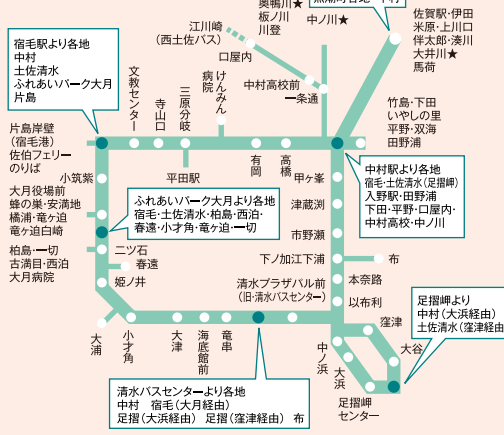 奥鴨川★
板ノ川
川登
中ノ川★
佐賀駅・伊田
米原・上川口
伴太郎・湊川
大井川★
馬荷
江川崎
(西土佐バス)
口屋内
宿毛駅より各地
中村
土佐清水
ふれあいパーク大月
片島
文教センター
寺山口
三原分岐
けんみん
病院
中村高校前
一条通
竹島・下田
いやしの里
平野・双海
田野浦
片島岸壁
(宿毛港)
佐伯フェリー
のりば
平田駅
有岡
高橋
小筑紫
大月役場前
蜂の巣・安満地
橘浦・竜ヶ迫
竜ヶ迫白崎
ふれあいパーク大月より各地
宿毛・土佐清水・柏島・西泊・
春遠・小才角・竜ヶ迫・一切
甲ヶ峯
津蔵渕
市野瀬
中村駅より各地
宿毛・土佐清水(足摺岬)
入野駅・田野浦
下田・平野・口屋内・
中村高校・中ノ川
柏島・一切
古満目・西泊
大月病院
二ツ石
春遠
姫ノ井
下ノ加江下浦
布
清水プラザパル前
(旧・清水バスセンター)
本奈路
以布利
足摺岬より
中村(大浜経由)
土佐清水(窪津経由
窪津
大谷
大浦
小才角
大津
海底館前
竜串
中ノ浜
大浜
足摺岬
センター
清水バスセンターより各地
中村 宿毛(大月経由)
足摺(大浜経由) 足摺(窪津経由) 布